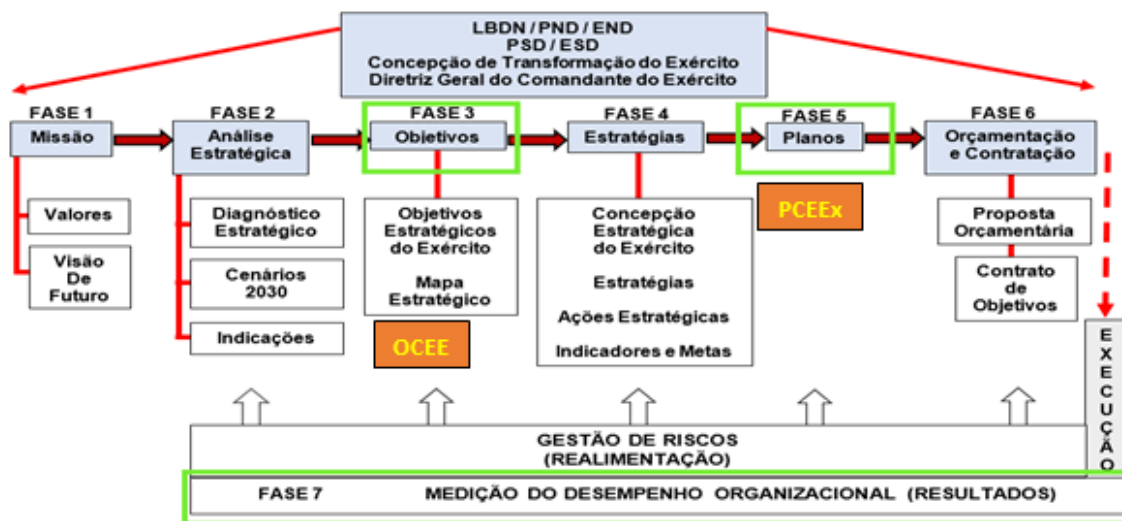 LBDN / PND / END
PSD / ESD
Concepção de Transformação do Exército
Diretriz Geral do Comandante do Exército
FASE 1
Missão
Valores
Visão
De
Futuro
FASE 2
Análise
Estratégica
Diagnóstico
Estratégico
Cenários
2030
Indicações
FASE 3
Objetivos
Objetivos
Estratégicos
do Exército
Mapa
Estratégico
OCEE
FASE 4
Estratégias
Concepção
Estratégica
do Exército
Estratégias
Ações Estratégicas
Indicadores e Metas
FASE 5
Planos
PCEEx
FASE 6
Orçamentação
e Contratação
Proposta
Orçamentária
Contrato
de
Objetivos
EXECUÇÃO
GESTÃO DE RISCOS
(REALIMENTAÇÃO)
FASE 7 MEDIÇÃO DO DESEMPENHO ORGANIZACIONAL (RESULTADOS)